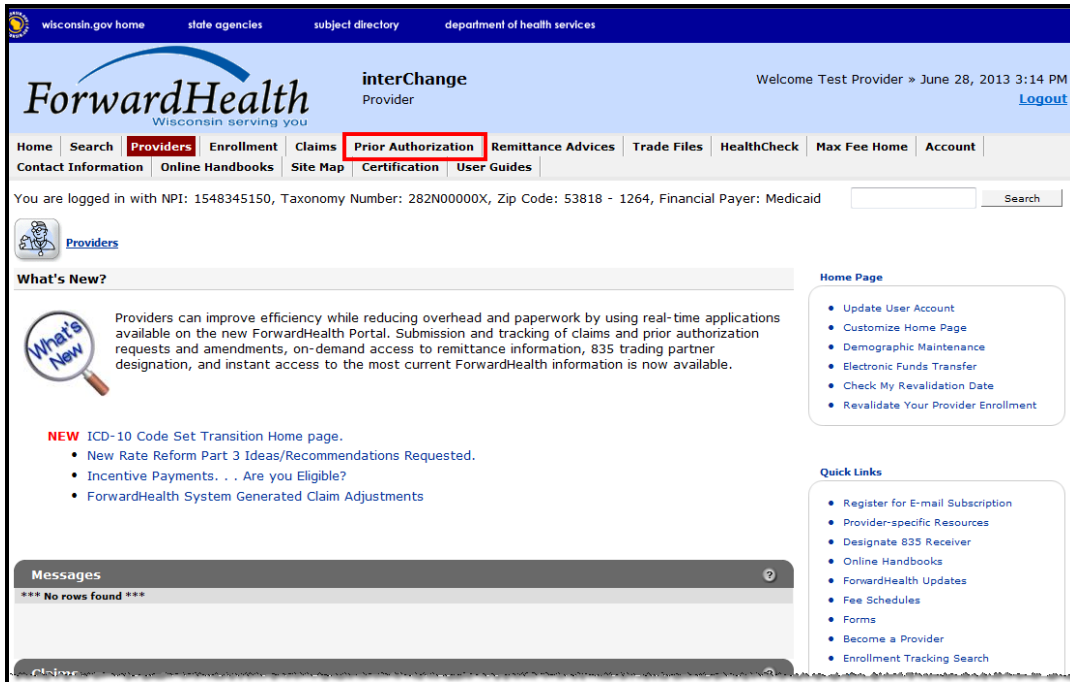 wisconsin.gov home state agencies subject directory department of health services
ForwardHealth
Wisconsin serving you
interChange
Provider
Welcome Test Provider » June 28, 2013 3:14 PM
Logout
Home Search Providers Enrollment Claims Prior Authorization Remittance Advices Trade Files HealthCheck Max Fee Home Account
Contact Information Online Handbooks Site Map Certification User Guides
You are logged in with NPI: 1548345150, Taxonomy Number: 282N00000X, Zip Code: 53818 - 1264, Financial Payer: Medicaid
Search
Providers
What's New?
What's New
Providers can improve efficiency while reducing overhead and paperwork by using real-time applications
available on the new ForwardHealth Portal. Submission and tracking of claims and prior authorization
requests and amendments, on-demand access to remittance information, 835 trading partner
designation, and instant access to the most current ForwardHealth information is now available.
NEW ICD-10 Code Set Transition Home page.
• New Rate Reform Part 3 Ideas/Recommendations Requested.
• Incentive Payments. . . Are you Eligible?
• ForwardHealth System Generated Claim Adjustments
Messages ?
*** No rows found ***
Claims
Home Page
• Update User Account
• Customize Home Page
• Demographic Maintenance
• Electronic Funds Transfer
• Check My Revalidation Date
• Revalidate Your Provider Enrollment
Quick Links
• Register for E-mail Subscription
• Provider-specific Resources
• Designate 835 Receiver
• Online Handbooks
• ForwardHealth Updates
• Fee Schedules
• Forms
• Become a Provider
• Enrollment Tracking Search